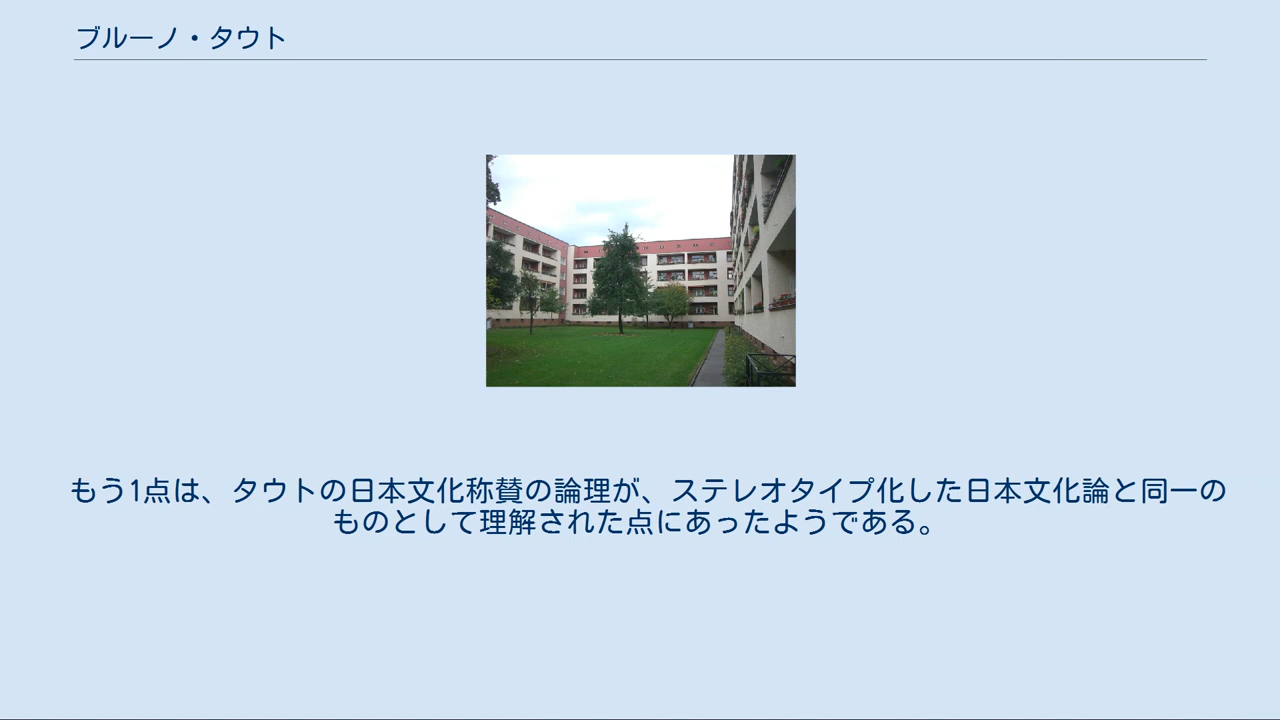 ブルーノ・タウト
もう1点は、タウトの日本文化称賛の論理が、ステレオタイプ化した日本文化論と同一の
ものとして理解された点にあったようである。